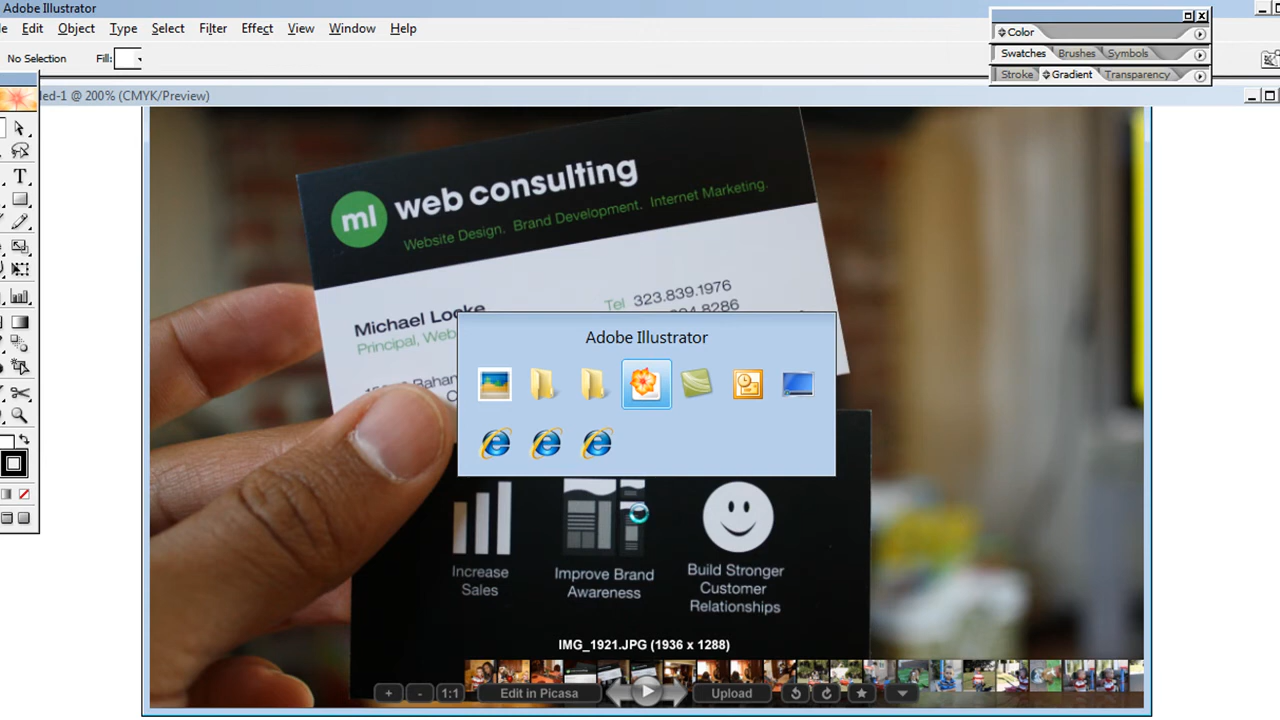 Adobe Illustrator
Edit Object Type Select Filter Effect View Window Help
No Selection Fill:
Color
Swatches Brushes Symbols
Stroke Gradient Transparency
@ 200% (CMYK/Preview)
ml web consulting
Website Design. Brand Development. Internet Marketing.
Tel 323.839.1976
8286
Michael Locke
Principal, Web
Adobe Illustrator
T
Increase
Sales
Improve Brand
Awareness
Build Stronger
Customer
Relationships
IMG_1921.JPG (1936 x 1288)
+ - 1:1 Edit in Picasa Upload